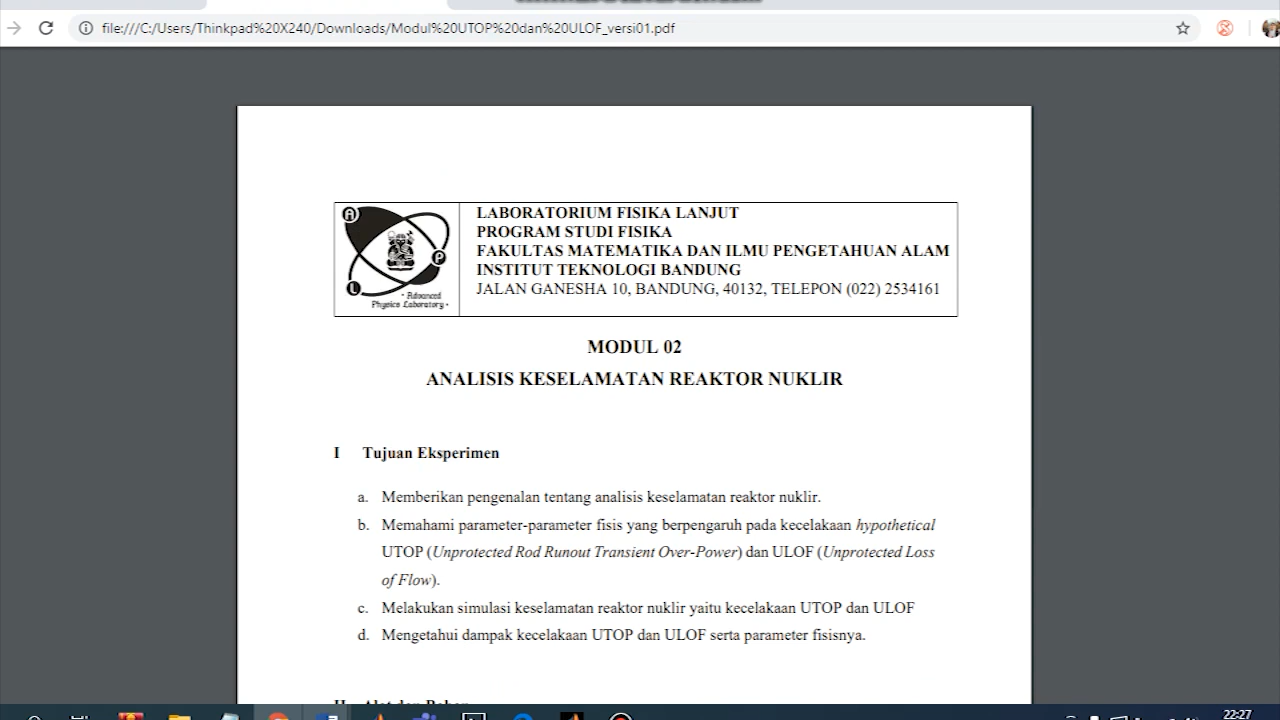 file:///C:/Users/Thinkpad%20X240/Downloads/Modul%20UTOP%20dan%20ULOF_versi01.pdf
A
P
L
• Advanced
Physics Laboratory •
LABORATORIUM FISIKA LANJUT
PROGRAM STUDI FISIKA
FAKULTAS MATEMATIKA DAN ILMU PENGETAHUAN ALAM
INSTITUT TEKNOLOGI BANDUNG
JALAN GANESHA 10, BANDUNG, 40132, TELEPON (022) 2534161
MODUL 02
ANALISIS KESELAMATAN REAKTOR NUKLIR
I Tujuan Eksperimen
a. Memberikan pengenalan tentang analisis keselamatan reaktor nuklir.
b. Memahami parameter-parameter fisis yang berpengaruh pada kecelakaan hypothetical
UTOP (Unprotected Rod Runout Transient Over-Power) dan ULOF (Unprotected Loss
of Flow).
c. Melakukan simulasi keselamatan reaktor nuklir yaitu kecelakaan UTOP dan ULOF
d. Mengetahui dampak kecelakaan UTOP dan ULOF serta parameter fisisnya.
II Alat dan Bahan
22:27